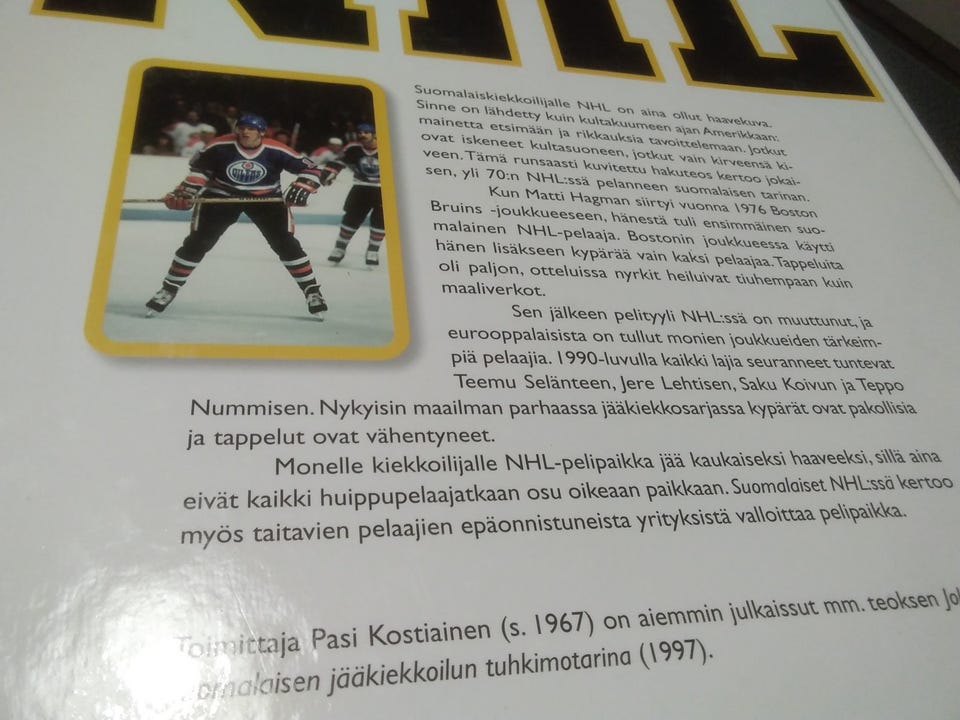 NHL
OILERS
Suomalaiskiekkoilijalle NHL on aina ollut haavekuva.
Sinne on lähdetty kuin kultakuumeen ajan Amerikkaan:
mainetta etsimään ja rikkauksia tavoittelemaan. Jotkut
ovat iskeneet kultasuoneen, jotkut vain kirveensä ki-
veen. Tämä runsaasti kuvitettu hakuteos kertoo jokai-
sen, yli 70:n NHL:ssä pelanneen suomalaisen tarinan.
Kun Matti Hagman siirtyi vuonna 1976 Boston
Bruins -joukkueeseen, hänestä tuli ensimmäinen suo-
malainen NHL-pelaaja. Bostonin joukkueessa käytti
hänen lisäkseen kypärää vain kaksi pelaajaa. Tappeluita
oli paljon, otteluissa nyrkit heiluivat tiuhempaan kuin
maaliverkot.
Sen jälkeen pelityyli NHL:ssä on muuttunut, ja
eurooppalaisista on tullut monien joukkueiden tärkeim-
piä pelaajia. 1990-luvulla kaikki lajia seuranneet tuntevat
Teemu Selänteen, Jere Lehtisen, Saku Koivun ja Teppo
Nummisen. Nykyisin maailman parhaassa jääkiekkosarjassa kypärät ovat pakollisia
ja tappelut ovat vähentyneet.
Monelle kiekkoilijalle NHL-pelipaikka jää kaukaiseksi haaveeksi, sillä aina
eivät kaikki huippupelaajatkaan osu oikeaan paikkaan. Suomalaiset NHL:ssä kertoo
myös taitavien pelaajien epäonnistuneista yrityksistä valloittaa pelipaikka.
Toimittaja Pasi Kostiainen (s. 1967) on aiemmin julkaissut mm. teoksen
jääkiekkoilun tuhkimotarina (1997).